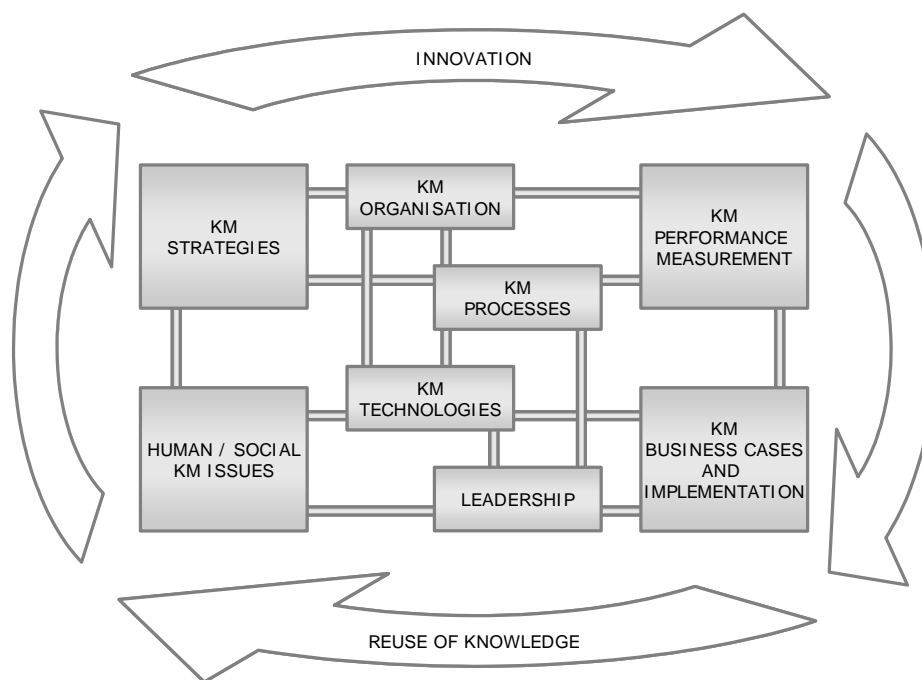 INNOVATION
KM
STRATEGIES
KM
ORGANISATION
KM
PERFORMANCE
MEASUREMENT
KM
PROCESSES
KM
TECHNOLOGIES
HUMAN / SOCIAL
KM ISSUES
KM
BUSINESS CASES
AND
IMPLEMENTATION
LEADERSHIP
REUSE OF KNOWLEDGE